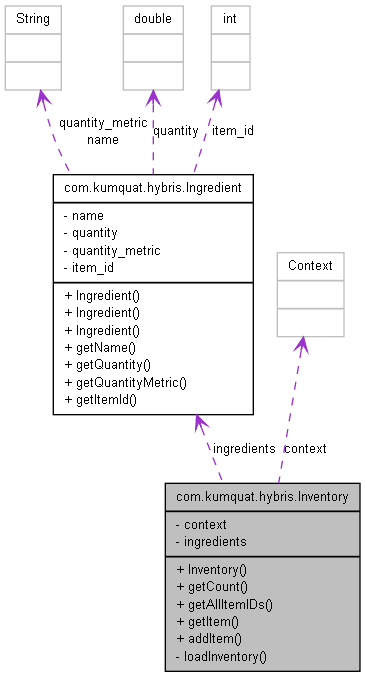 String
double
int
quantity_metric
name
quantity
item_id
com.kumquat.hybris.Ingredient
- name
- quantity
- quantity_metric
- item_id
+ Ingredient()
+ Ingredient()
+ Ingredient()
+ getName()
+ getQuantity()
+ getQuantityMetric()
+ getItemId()
Context
ingredients
context
com.kumquat.hybris.Inventory
- context
- ingredients
+ Inventory()
+ getCount()
+ getAllItemIDs()
+ getItem()
+ addItem()
- loadInventory()